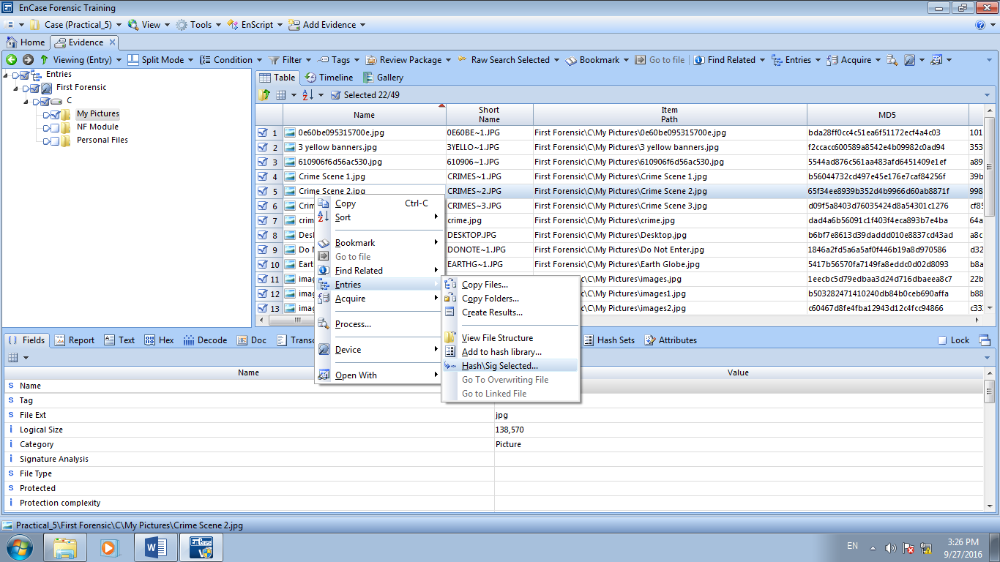 EnCase Forensic Training
Case (Practical_5) View Tools EnScript Add Evidence
Home Evidence
Viewing (Entry) Split Mode Condition Filter Tags Review Package Raw Search Selected Bookmark Go to file Find Related Entries Acquire
Entries
First Forensic
C
My Pictures
NF Module
Personal Files
Table Timeline Gallery
Selected 22/49
Name Short Name Item Path MD5
1 0e60be095315700e.jpg 0E60BE~1.JPG First Forensic\C\My Pictures\0e60be095315700e.jpg bda28ff0cc4c51ea6f51172ecf4a4c03 101
2 3 yellow banners.jpg 3YELLO~1.JPG First Forensic\C\My Pictures\3 yellow banners.jpg f2ccacc600589a8542e4b09982c0ad94 353
3 610906f6d56ac530.jpg 610906~1.JPG First Forensic\C\My Pictures\610906f6d56ac530.jpg 5544ad876c561aa483afd6451409e1ef a89
4 Crime Scene 1.jpg CRIMES~1.JPG First Forensic\C\My Pictures\Crime Scene 1.jpg b56044732cd497e45e176e7caf84256f 39b
5 Crime Scene 2.jpg CRIMES~2.JPG First Forensic\C\My Pictures\Crime Scene 2.jpg 65f34ee8939b352d4b9966d60ab8871f 998
6 Crim CRIMES~3.JPG First Forensic\C\My Pictures\Crime Scene 3.jpg d09f5a8403d76035424d8a54301c1276 cf85
7 crim crime.jpg First Forensic\C\My Pictures\crime.jpg dad4a6b56091c1f403f4eca893b7e4ba 64a
8 Desk DESKTOP.JPG First Forensic\C\My Pictures\Desktop.jpg b6bf7e8613d39daddd010e8837cd43ad a8c
9 Do N DONOTE~1.JPG First Forensic\C\My Pictures\Do Not Enter.jpg 1846a2fd5a6a5af0f446b19a8d970586 d32
10 Earth EARTHG~1.JPG First Forensic\C\My Pictures\Earth Globe.jpg 5417b56570fa7149fa8eddc0d02d8093 b8a
11 imag \C\My Pictures\images.jpg 1eecbc5d79edbaa3d24d716dbaeea8c7 22b
12 imag \C\My Pictures\images1.jpg b503282471410240db84b0ceb690affa b88
13 imag \C\My Pictures\images2.jpg c60467d8fe4fba12943d12c4fcc94866 c33
Copy Ctrl-C
Sort
Bookmark
Go to file
Find Related
Entries
Acquire
Process...
Device
Open With
Copy Files...
Copy Folders...
Create Results...
View File Structure
Add to hash library...
Hash\Sig Selected...
Go To Overwriting File
Go to Linked File
Fields Report Text Hex Decode Doc Transc Hash Sets Attributes Lock
Name Value
Name
Tag
File Ext jpg
Logical Size 138,570
Category Picture
Signature Analysis
File Type
Protected
Protection complexity
Practical_5\First Forensic\C\My Pictures\Crime Scene 2.jpg
EN
3:26 PM
9/27/2016